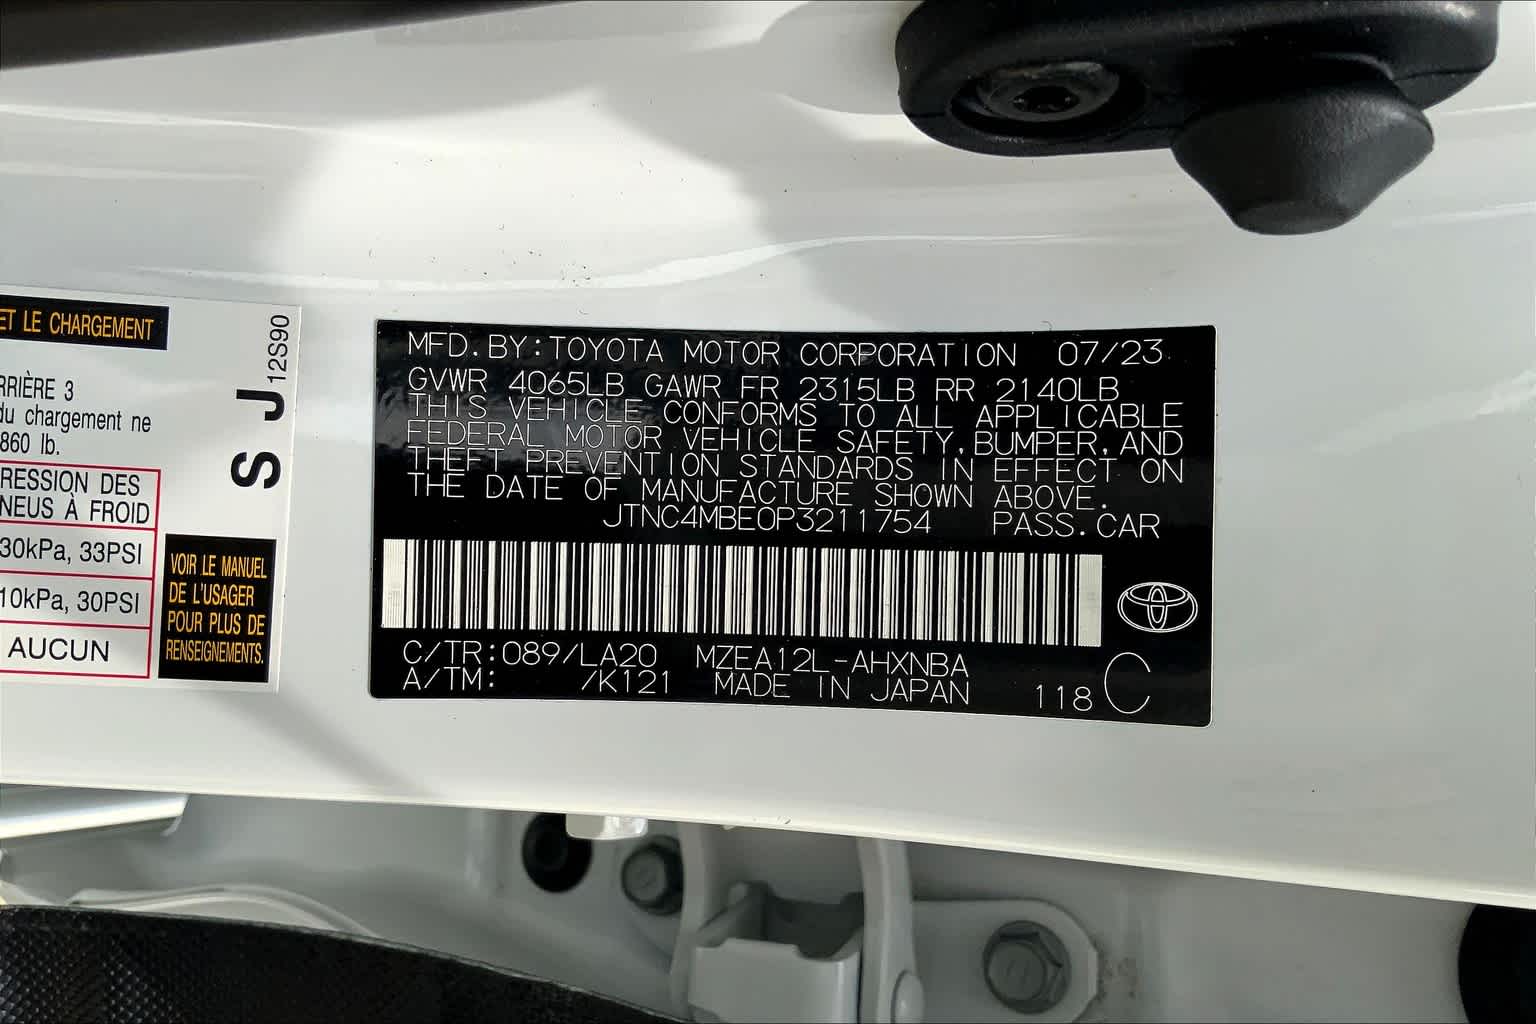 ET LE CHARGEMENT
RRIÈRE 3
du chargement ne
860 lb.
RESSION DES
NEUS À FROID
30kPa, 33PSI
10kPa, 30PSI
AUCUN
S J 12S90
VOIR LE MANUEL
DE L'USAGER
POUR PLUS DE
RENSEIGNEMENTS.
MFD.BY:TOYOTA MOTOR CORPORATION 07/23
GVWR 4065LB GAWR FR 2315LB RR 2140LB
THIS VEHICLE CONFORMS TO ALL APPLICABLE
FEDERAL MOTOR VEHICLE SAFETY,BUMPER,AND
THEFT PREVENTION STANDARDS IN EFFECT ON
THE DATE OF MANUFACTURE SHOWN ABOVE.
JTNC4MBE0P3211754 PASS.CAR
C/TR:089/LA20 MZEA12L-AHXNBA
A/TM: /K121 MADE IN JAPAN 118 C